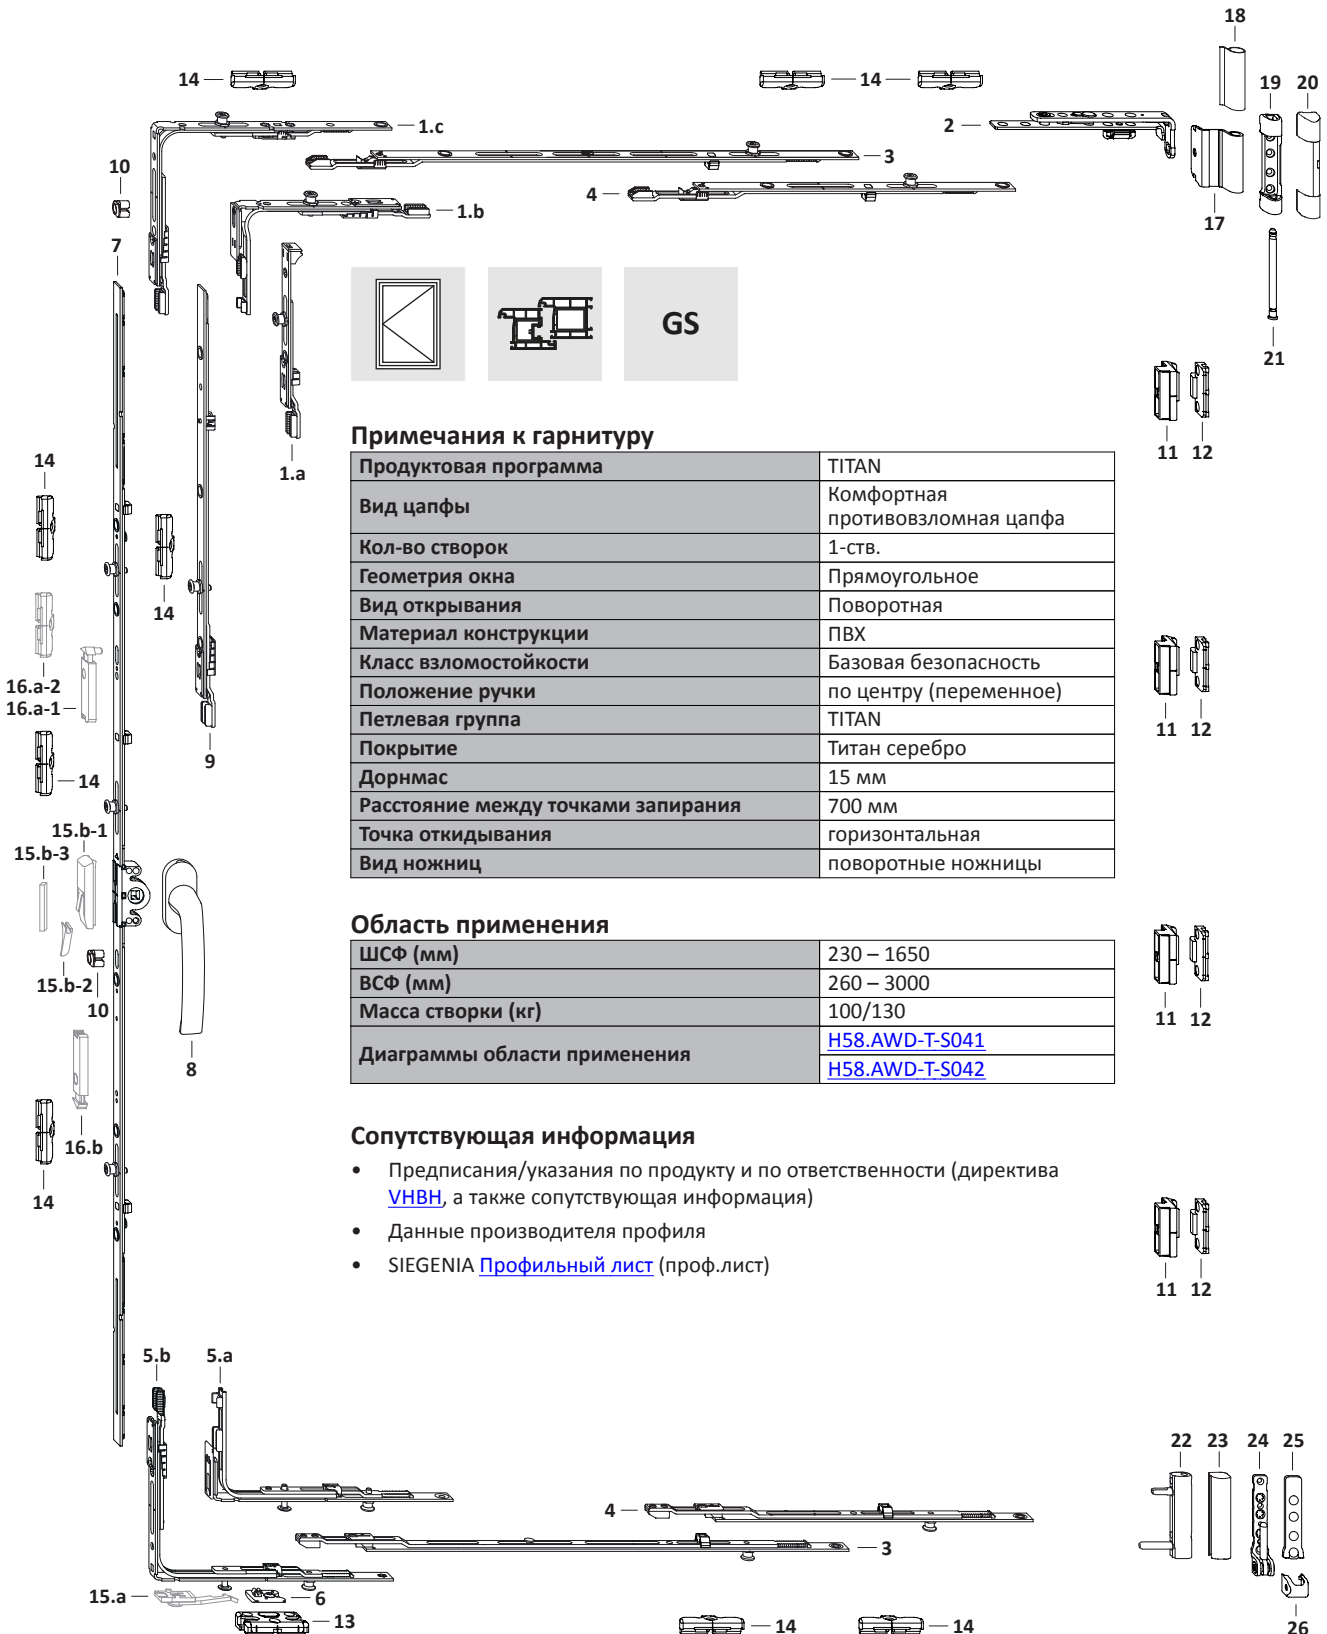 18
14
14
19
20
1.c
2
3
10
4
1.b
17
7
GS
21
1.a
11
12
14
14
Примечания к гарнитуру
Продуктовая программа
TITAN
Вид цапфы
Комфортная
противовзломная цапфа
Кол-во створок
1-ств.
Геометрия окна
Прямоугольное
Вид открывания
Поворотная
Материал конструкции
ПВХ
Класс взломостойкости
Базовая безопасность
Положение ручки
по центру (переменное)
Петлевая группа
TITAN
Покрытие
Титан серебро
Дорнмас
15 мм
Расстояние между точками запирания
700 мм
Точка откидывания
горизонтальная
Вид ножниц
поворотные ножницы
16.a-2
16.a-1
11
12
9
14
15.b-1
15.b-3
15.b-2
10
8
Область применения
ШСФ (мм)
230 – 1650
ВСФ (мм)
260 – 3000
Масса створки (кг)
100/130
Диаграммы области применения
H58.AWD-T-S041
H58.AWD-T-S042
11
12
16.b
14
Сопутствующая информация
• Предписания/указания по продукту и по ответственности (директива
VHBH, а также сопутствующая информация)
• Данные производителя профиля
• SIEGENIA Профильный лист (проф.лист)
11
12
5.b
5.a
22
23
24
25
4
3
15.a
6
13
14
14
26